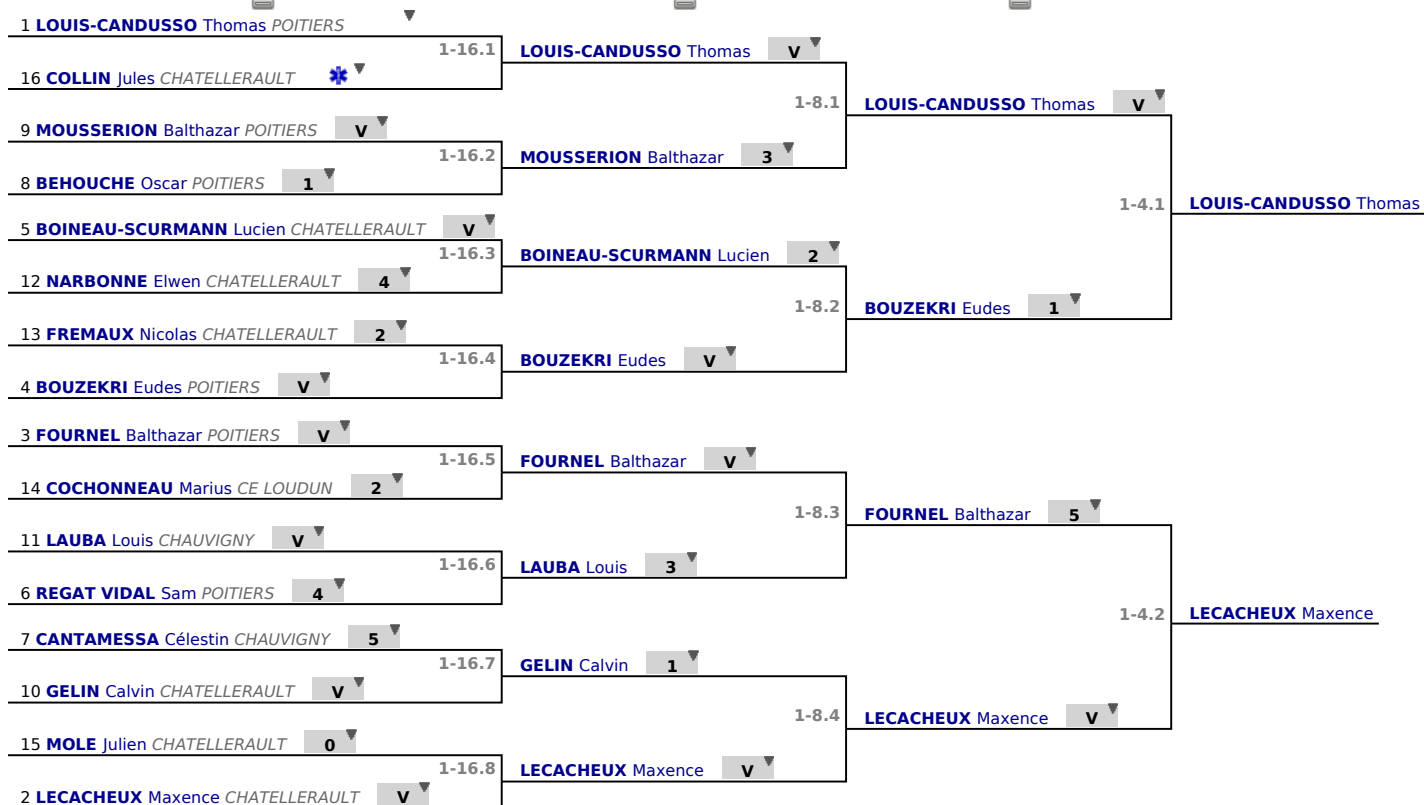 1 LOUIS-CANDUSSO Thomas POITIERS
1-16.1
16 COLLIN Jules CHATELLERAULT
9 MOUSSERION Balthazar POITIERS V
1-16.2
8 BEHOUCHE Oscar POITIERS 1
5 BOINEAU-SCURMANN Lucien CHATELLERAULT V
1-16.3
12 NARBONNE Elwen CHATELLERAULT 4
13 FREMAUX Nicolas CHATELLERAULT 2
1-16.4
4 BOUZEKRI Eudes POITIERS V
3 FOURNEL Balthazar POITIERS V
1-16.5
14 COCHONNEAU Marius CE LOUDUN 2
11 LAUBA Louis CHAUVIGNY V
1-16.6
6 REGAT VIDAL Sam POITIERS 4
7 CANTAMESSA Célestin CHAUVIGNY 5
1-16.7
10 GELIN Calvin CHATELLERAULT V
15 MOLE Julien CHATELLERAULT 0
1-16.8
2 LECACHEUX Maxence CHATELLERAULT V
LOUIS-CANDUSSO Thomas V
1-8.1
MOUSSERION Balthazar 3
BOINEAU-SCURMANN Lucien 2
1-8.2
BOUZEKRI Eudes V
FOURNEL Balthazar V
1-8.3
LAUBA Louis 3
GELIN Calvin 1
1-8.4
LECACHEUX Maxence V
LOUIS-CANDUSSO Thomas V
1-4.1
BOUZEKRI Eudes 1
FOURNEL Balthazar 5
1-4.2
LECACHEUX Maxence V
LOUIS-CANDUSSO Thomas
LECACHEUX Maxence